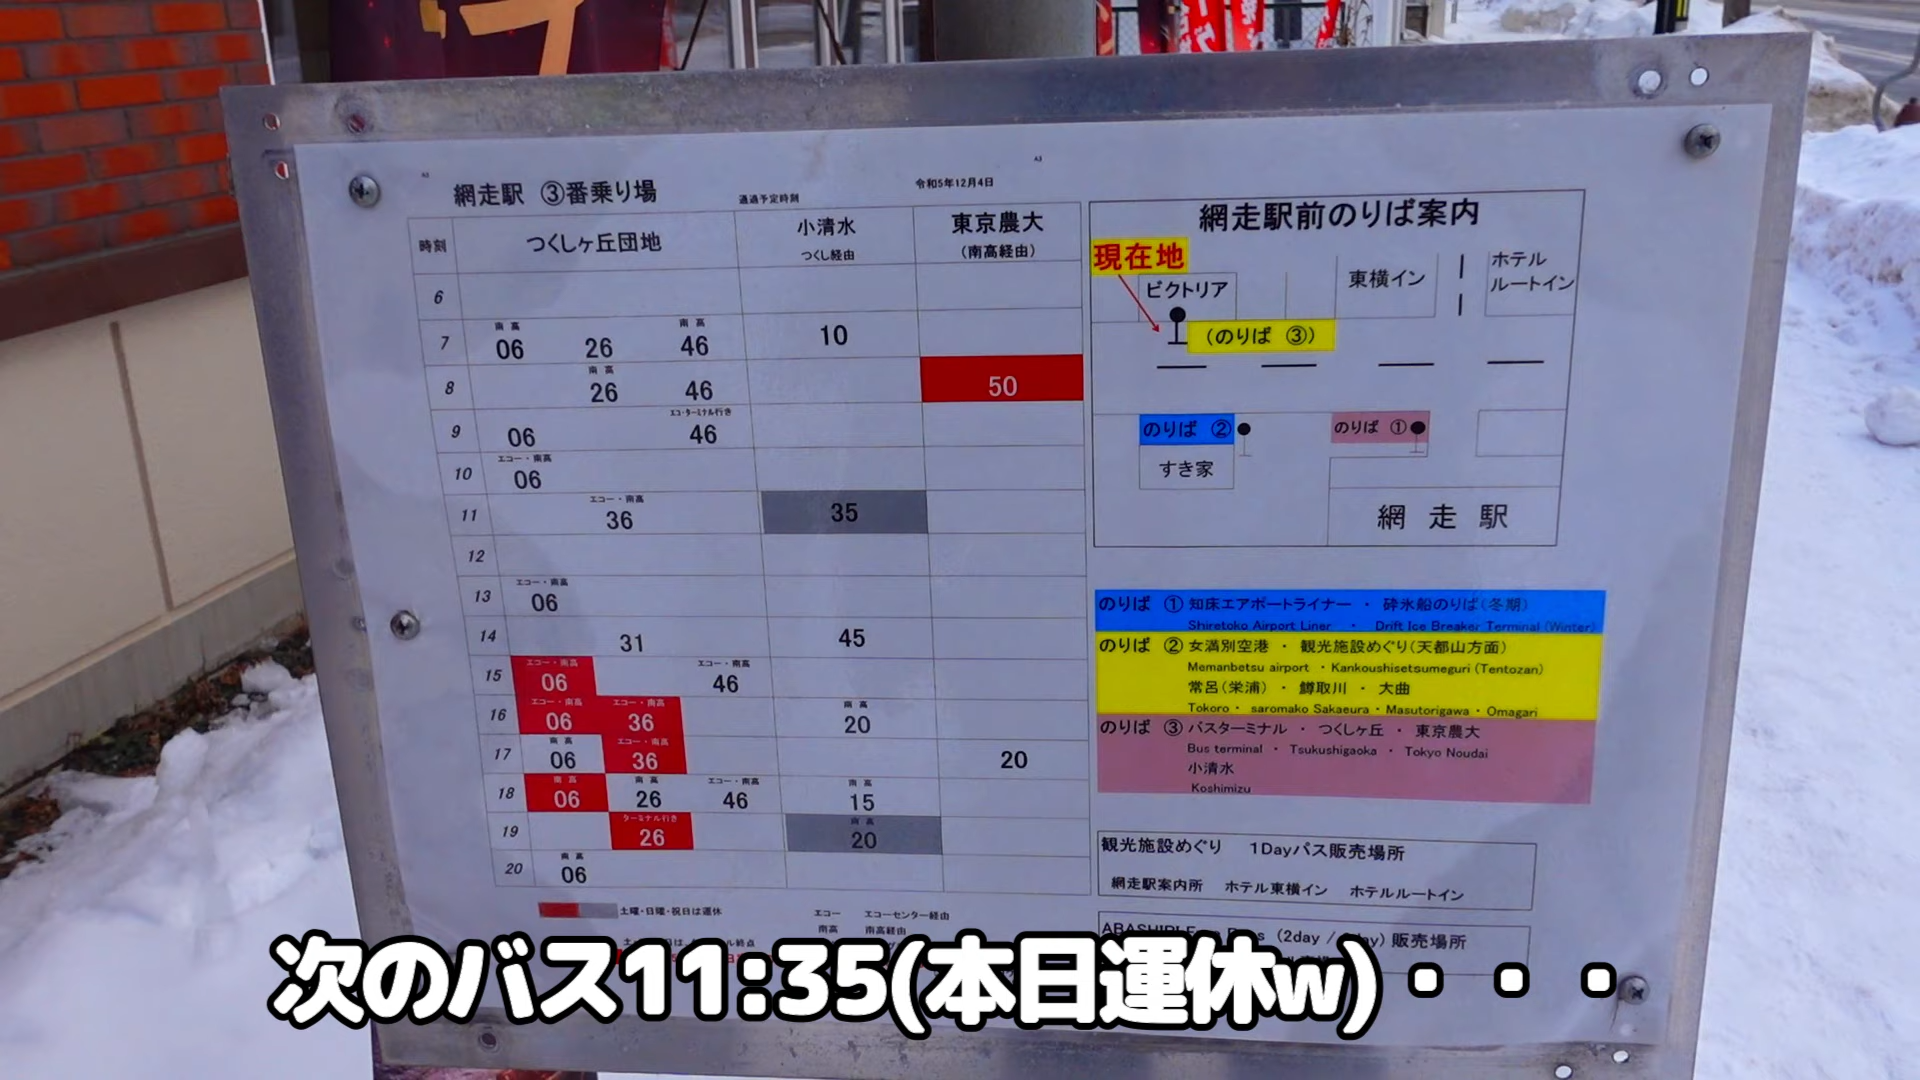 網走駅 ③番乗り場
通過予定時刻
令和5年12月4日
A3
A3
時刻 つくしヶ丘団地 小清水 つくし経由 東京農大 (南高経由)
6
南高 南高
7 06 26 46 10
南高
8 26 46 50
エコ・ターミナル行き
9 06 46
エコー・南高
10 06
エコー・南高
11 36 35
12
エコー・南高
13 06
14 31 45
エコー・南高 エコー・南高
15 06 46
エコー・南高 エコー・南高 南高
16 06 36 20
南高 エコー・南高
17 06 36 20
南高 南高 エコー・南高 南高
18 06 26 46 15
ターミナル行き 南高
19 26 20
南高
20 06
土曜・日曜・祝日は運休
エコー エコーセンター経由
南高 南高経由
網走駅前のりば案内
現在地
ビクトリア
東横イン
ホテル
ルートイン
(のりば ③)
のりば ②
のりば ①
すき家
網走駅
のりば ① 知床エアポートライナー ・ 砕氷船のりば(冬期)
Shiretoko Airport Liner ・ Drift Ice Breaker Terminal (Winter)
のりば ② 女満別空港 ・ 観光施設めぐり(天都山方面)
Memanbetsu airport ・Kankoushisetsumeguri (Tentozan)
常呂(栄浦) ・ 鱒取川 ・ 大曲
Tokoro ・ saromako Sakaeura・Masutorigawa・Omagari
のりば ③ バスターミナル ・ つくしヶ丘 ・ 東京農大
Bus terminal ・ Tsukushigaoka ・ Tokyo Noudai
小清水
Koshimizu
観光施設めぐり 1Dayパス販売場所
網走駅案内所 ホテル東横イン ホテルルートイン
販売場所
次のバス11:35(本日運休w)・・・